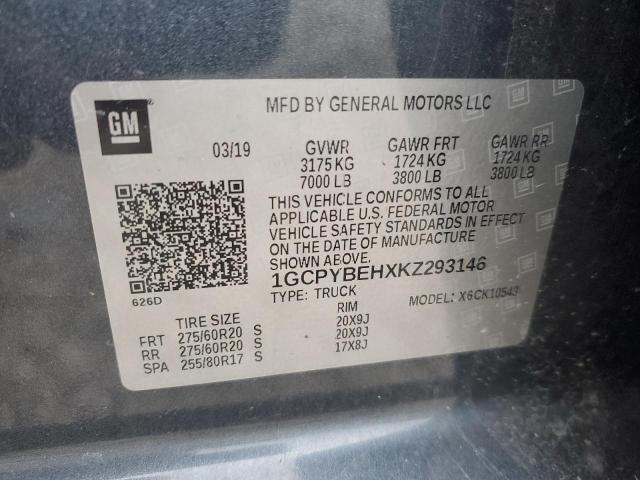 GM
MFD BY GENERAL MOTORS LLC
03/19 GVWR GAWR FRT GAWR RR
3175 KG 1724 KG 1724 KG
7000 LB 3800 LB 3800 LB
THIS VEHICLE CONFORMS TO ALL
APPLICABLE U.S. FEDERAL MOTOR
VEHICLE SAFETY STANDARDS IN EFFECT
ON THE DATE OF MANUFACTURE
SHOWN ABOVE.
1GCPYBEHXKZ293146
TYPE: TRUCK MODEL: X6CK10543
626D
TIRE SIZE RIM
FRT 275/60R20 S 20X9J
RR 275/60R20 S 20X9J
SPA 255/80R17 S 17X8J